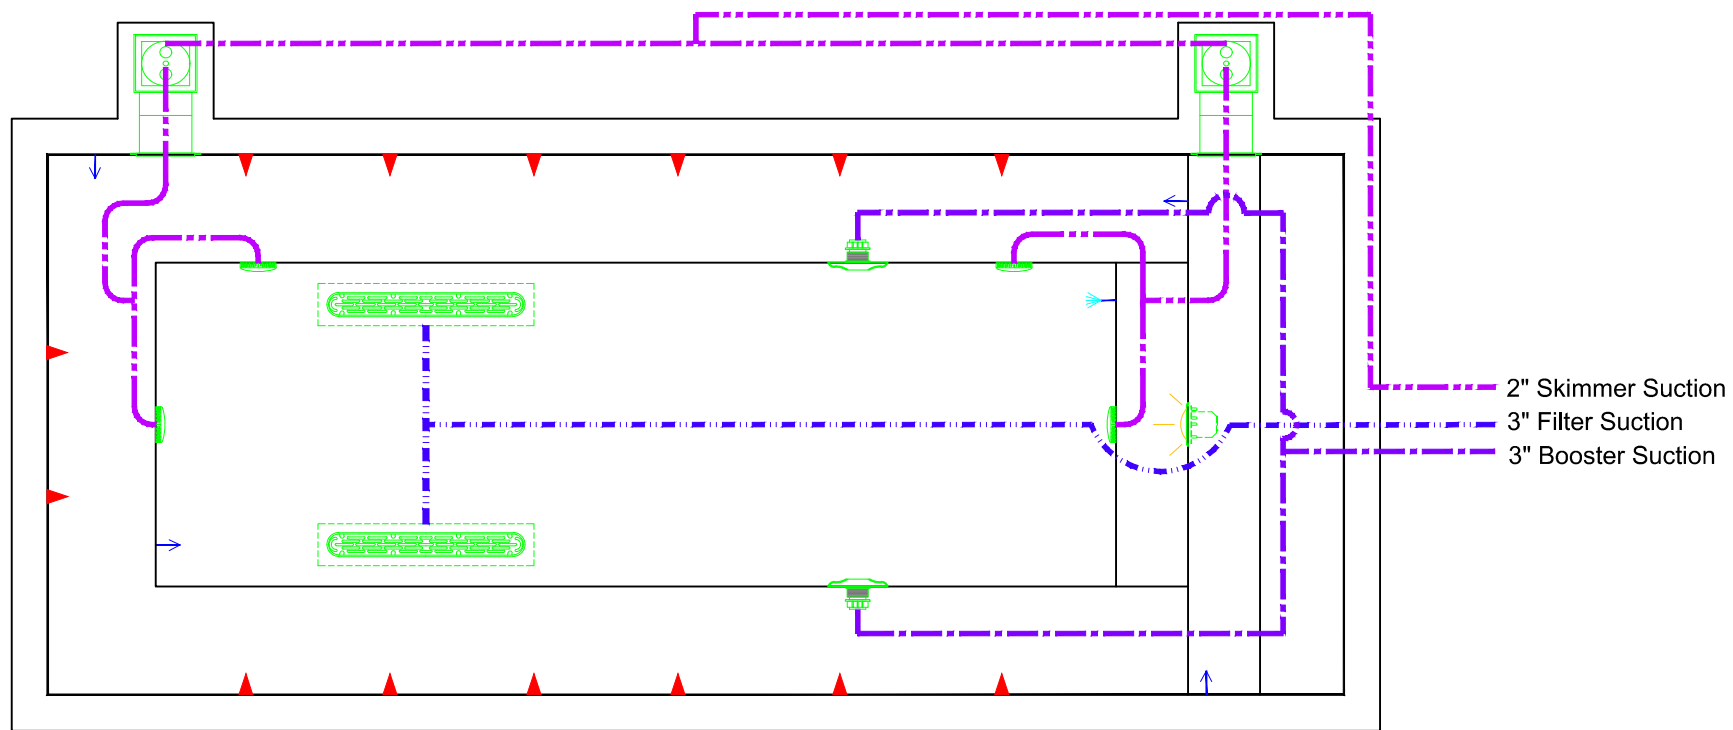 2" Skimmer Suction
3" Filter Suction
3" Booster Suction